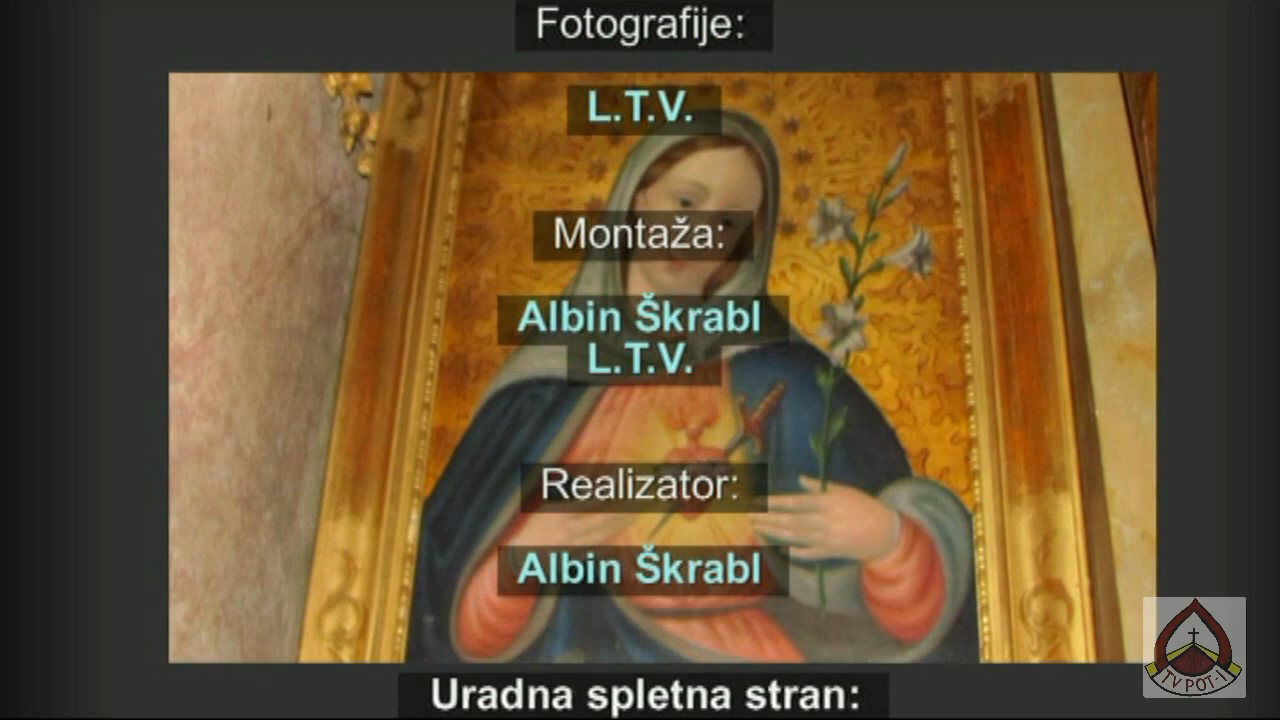 Fotografije:
L.T.V.
Montaža:
Albin Škrabl
L.T.V.
Realizator:
Albin Škrabl
Uradna spletna stran:
TV POT-1